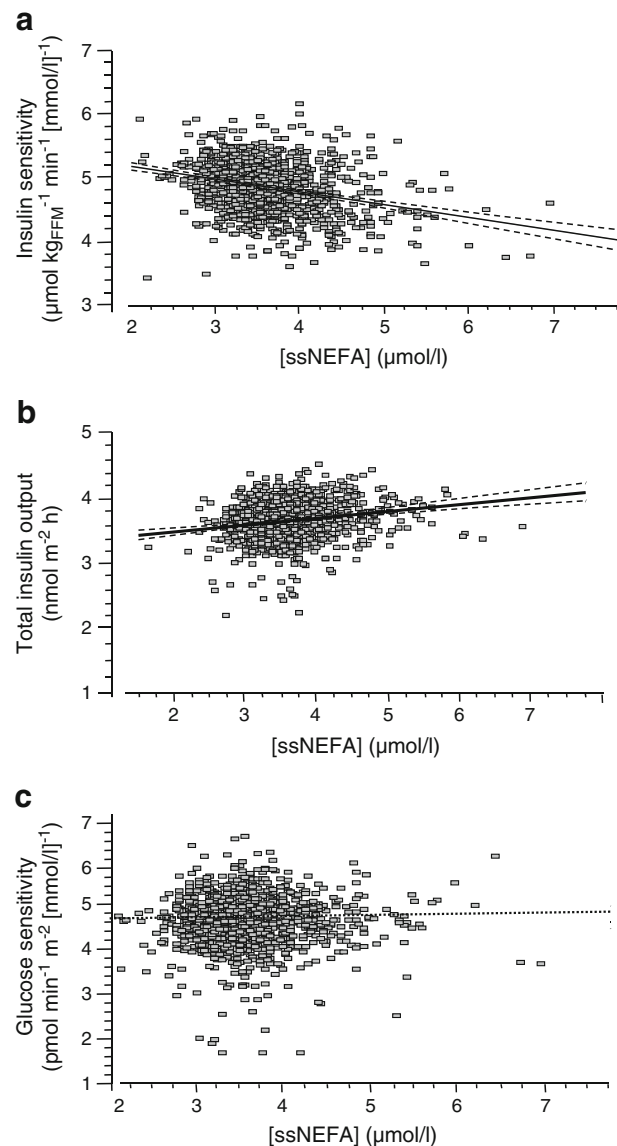 a
Insulin sensitivity
(µmol kgFFM⁻¹ min⁻¹ [mmol/l]⁻¹)
7
6
5
4
3
2 3 4 5 6 7
[ssNEFA] (µmol/l)
b
Total insulin output
(nmol m⁻² h)
5
4
3
2
1
2 3 4 5 6 7
[ssNEFA] (µmol/l)
c
Glucose sensitivity
(pmol min⁻¹ m⁻² [mmol/l]⁻¹)
7
6
5
4
3
2
1
2 3 4 5 6 7
[ssNEFA] (µmol/l)